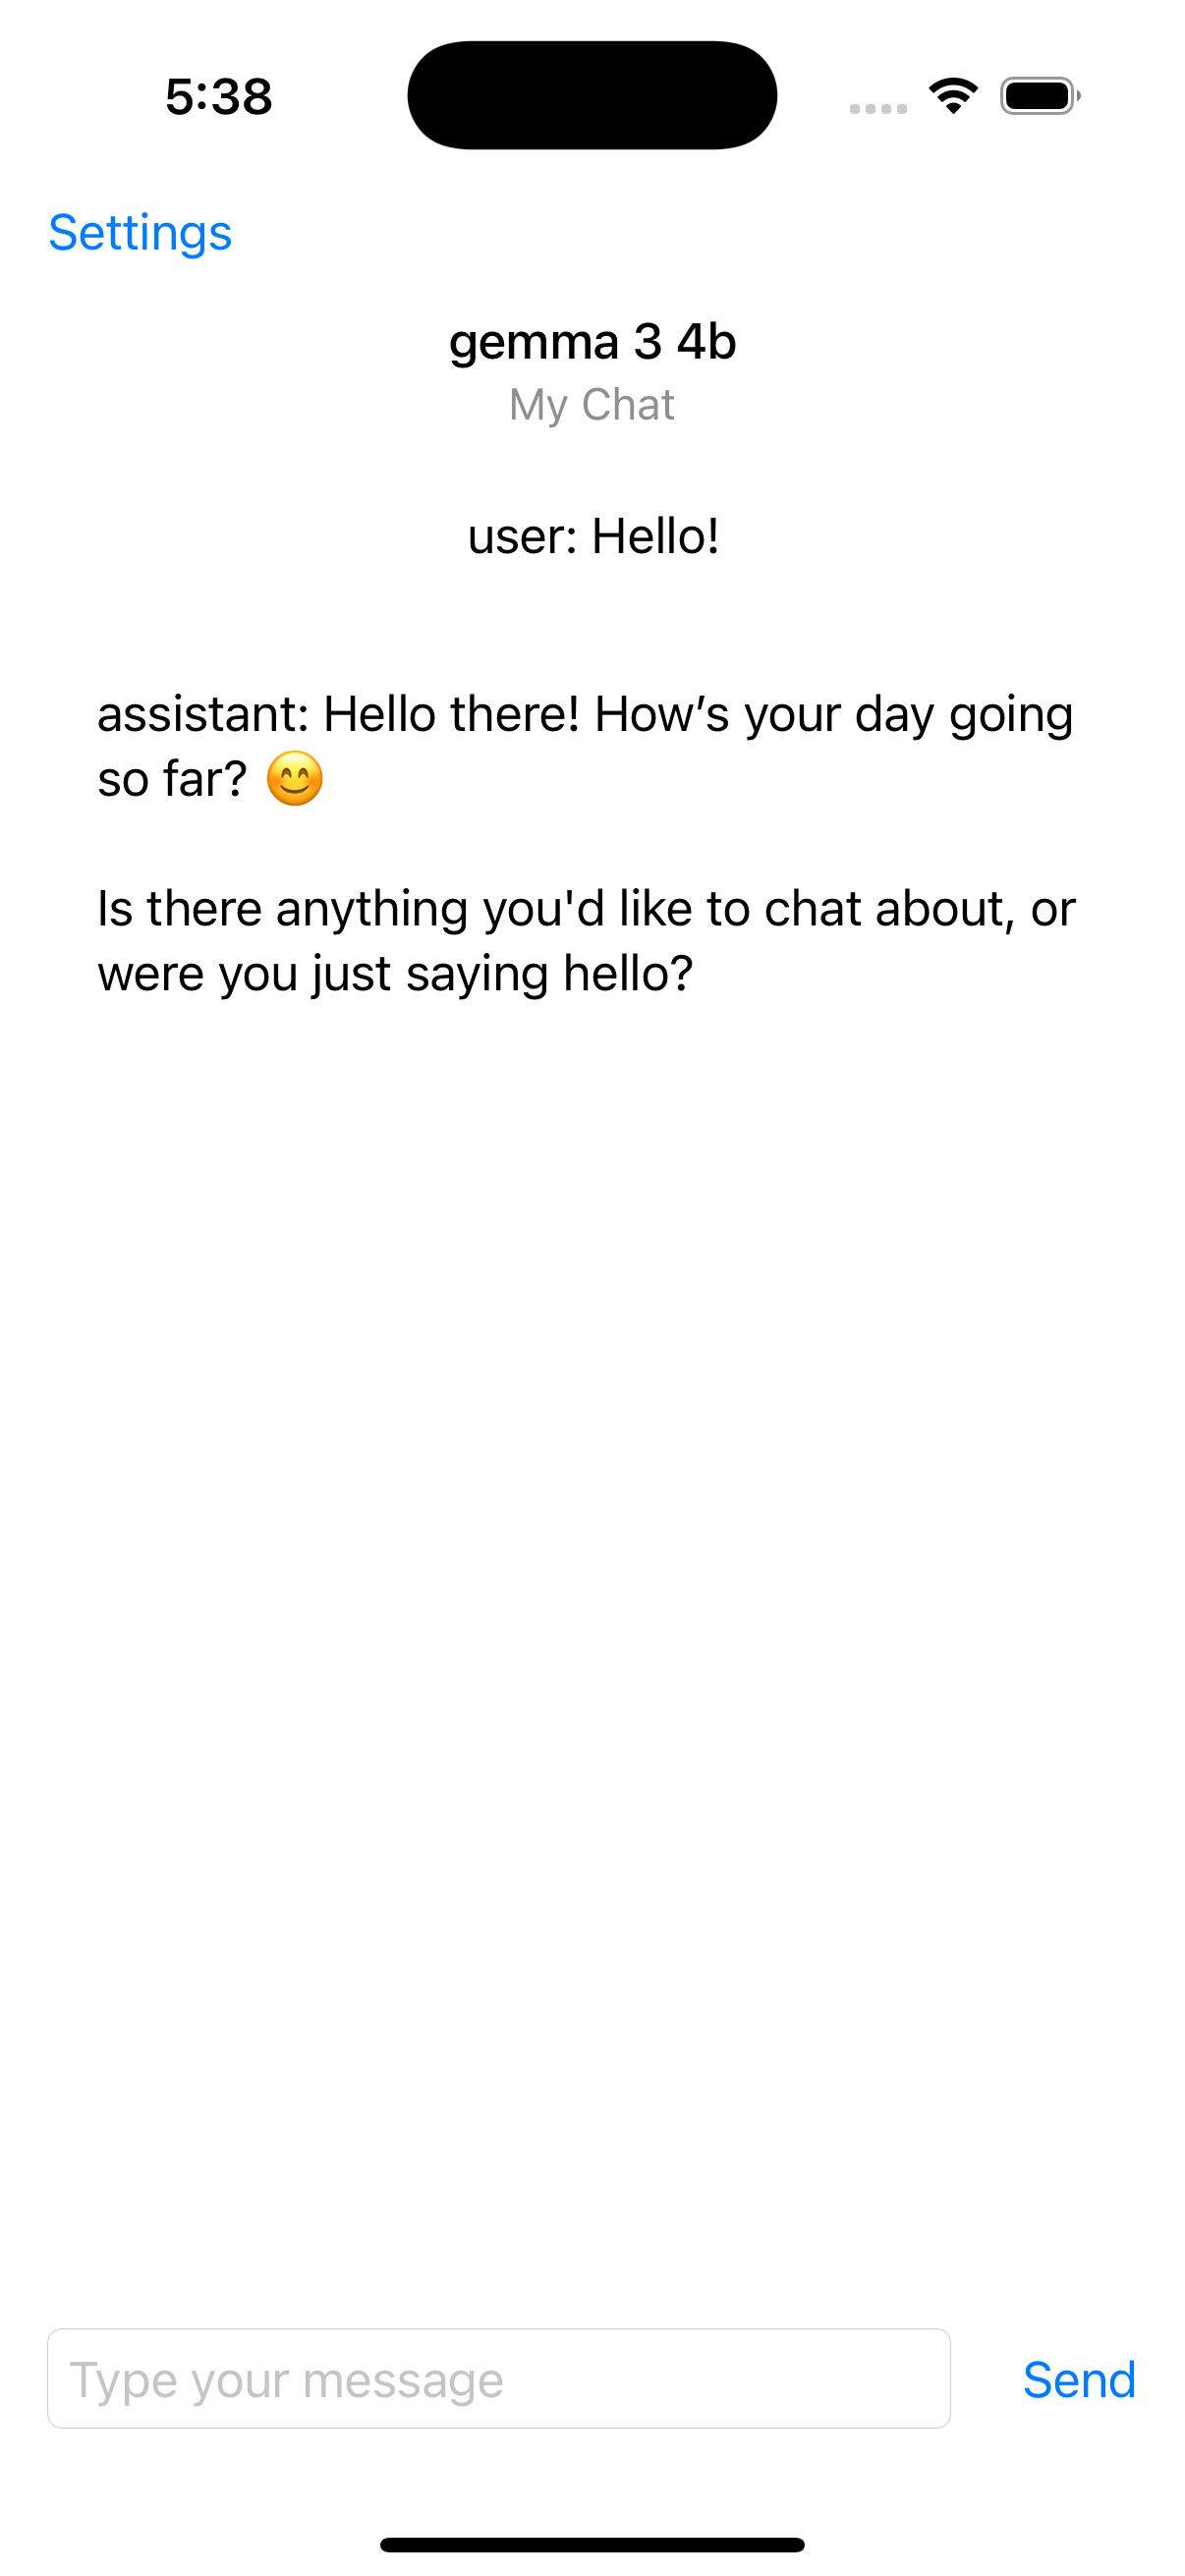 5:38
Settings
gemma 3 4b
My Chat
user: Hello!
assistant: Hello there! How’s your day going
so far? 😊
Is there anything you'd like to chat about, or
were you just saying hello?
Type your message
Send